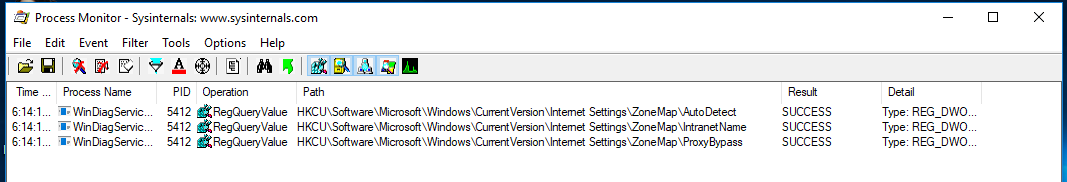 Process Monitor - Sysinternals: www.sysinternals.com
File Edit Event Filter Tools Options Help
Time ... Process Name PID Operation Path Result Detail
6:14:1... WinDiagServic... 5412 RegQueryValue HKCU\Software\Microsoft\Windows\CurrentVersion\Internet Settings\ZoneMap\AutoDetect SUCCESS Type: REG_DWO...
6:14:1... WinDiagServic... 5412 RegQueryValue HKCU\Software\Microsoft\Windows\CurrentVersion\Internet Settings\ZoneMap\IntranetName SUCCESS Type: REG_DWO...
6:14:1... WinDiagServic... 5412 RegQueryValue HKCU\Software\Microsoft\Windows\CurrentVersion\Internet Settings\ZoneMap\ProxyBypass SUCCESS Type: REG_DWO...